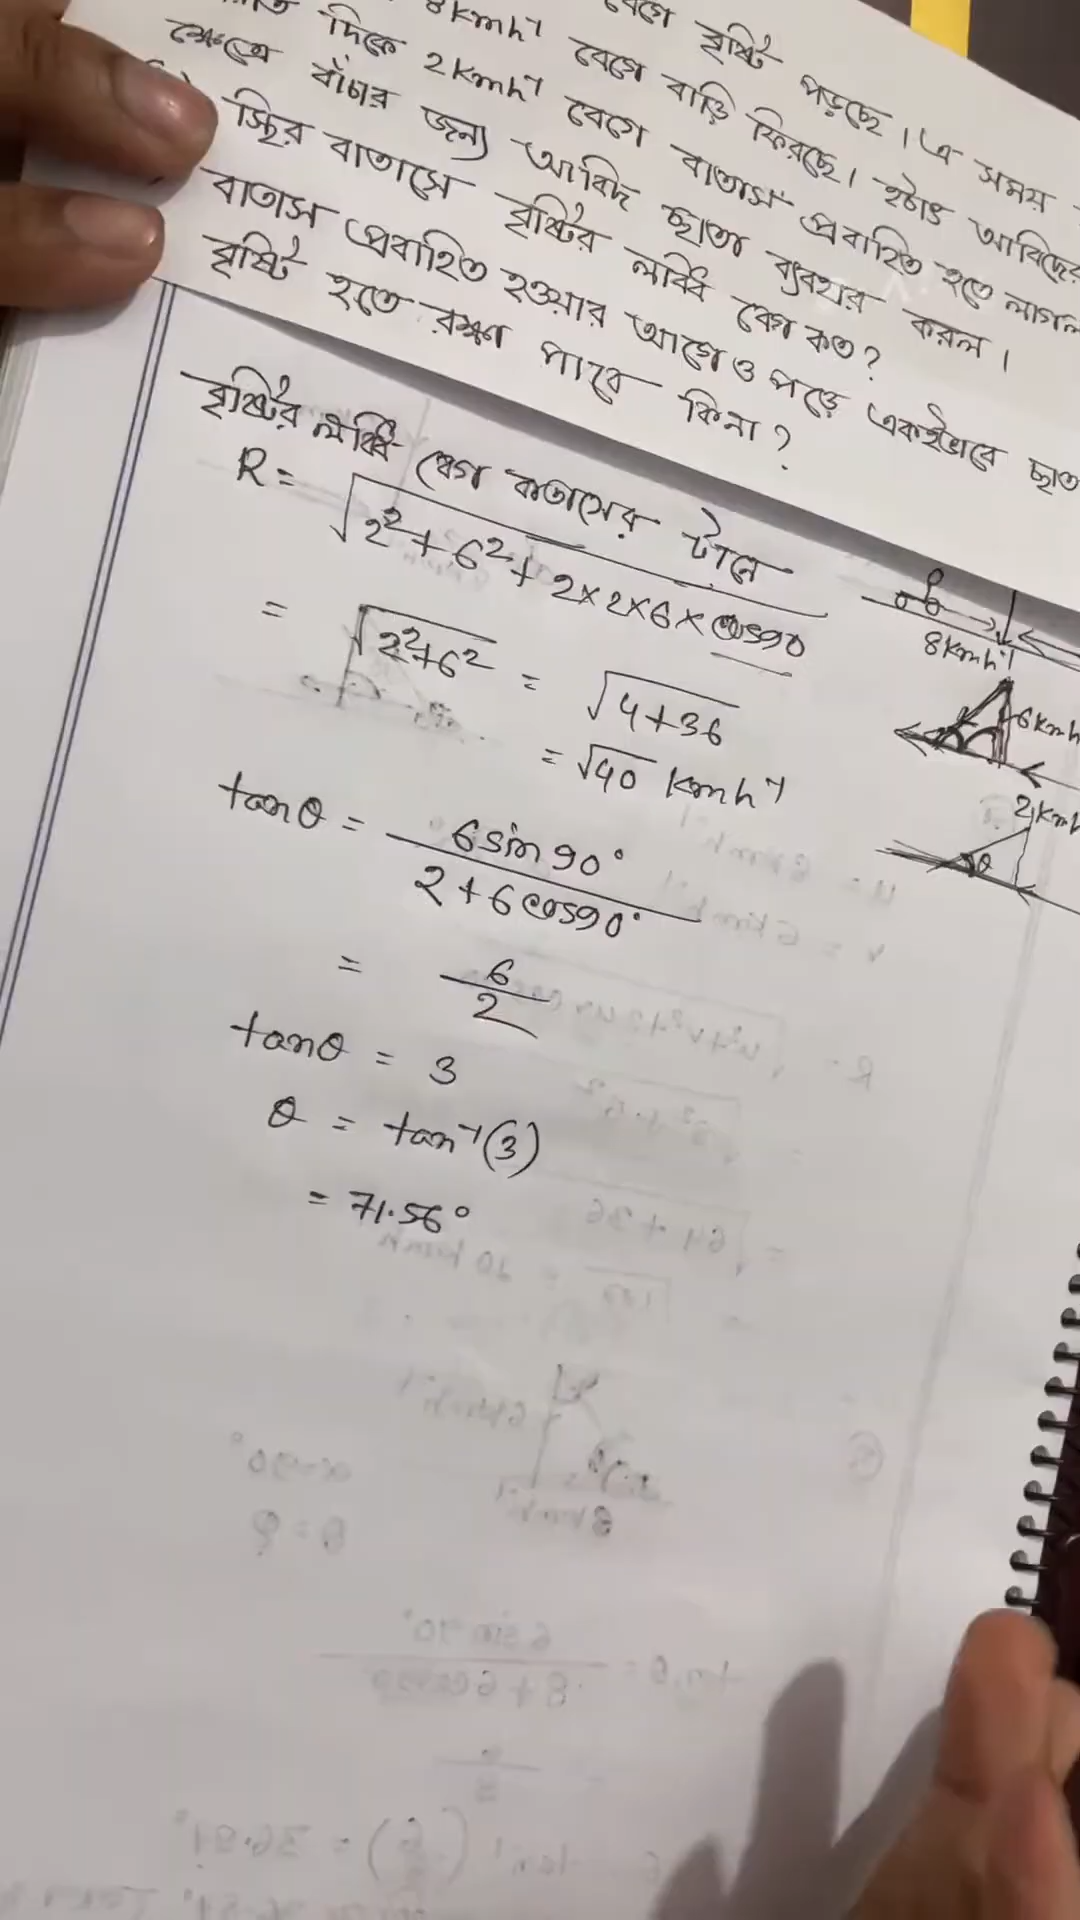 বেগে বৃষ্টি পড়ছে। এ সময়
8kmh⁻¹ বেগে বাড়ি ফিরছে। হঠাৎ আবিদের
দিকে 2kmh⁻¹ বেগে বাতাস প্রবাহিত হতে লাগল
ক্ষেত্রে বাঁচার জন্য আবিদ ছাতা ব্যবহার করল।
স্থির বাতাসে বৃষ্টির লব্ধি বেগ কত?
বাতাস প্রবাহিত হওয়ার আগে ও পড়ে একইভাবে ছাত
বৃষ্টি হতে রক্ষা পাবে কিনা?
বৃষ্টির লব্ধি বেগ বাতাসের টানে
R = √2²+6²+2×2×6×cos90
= √2²+6² = √4+36
= √40 kmh⁻¹
8kmh⁻¹
6kmh
2kmh
θ
tanθ = 6sin90° / 2+6cos90°
= 6/2
tanθ = 3
θ = tan⁻¹(3)
= 71.56°